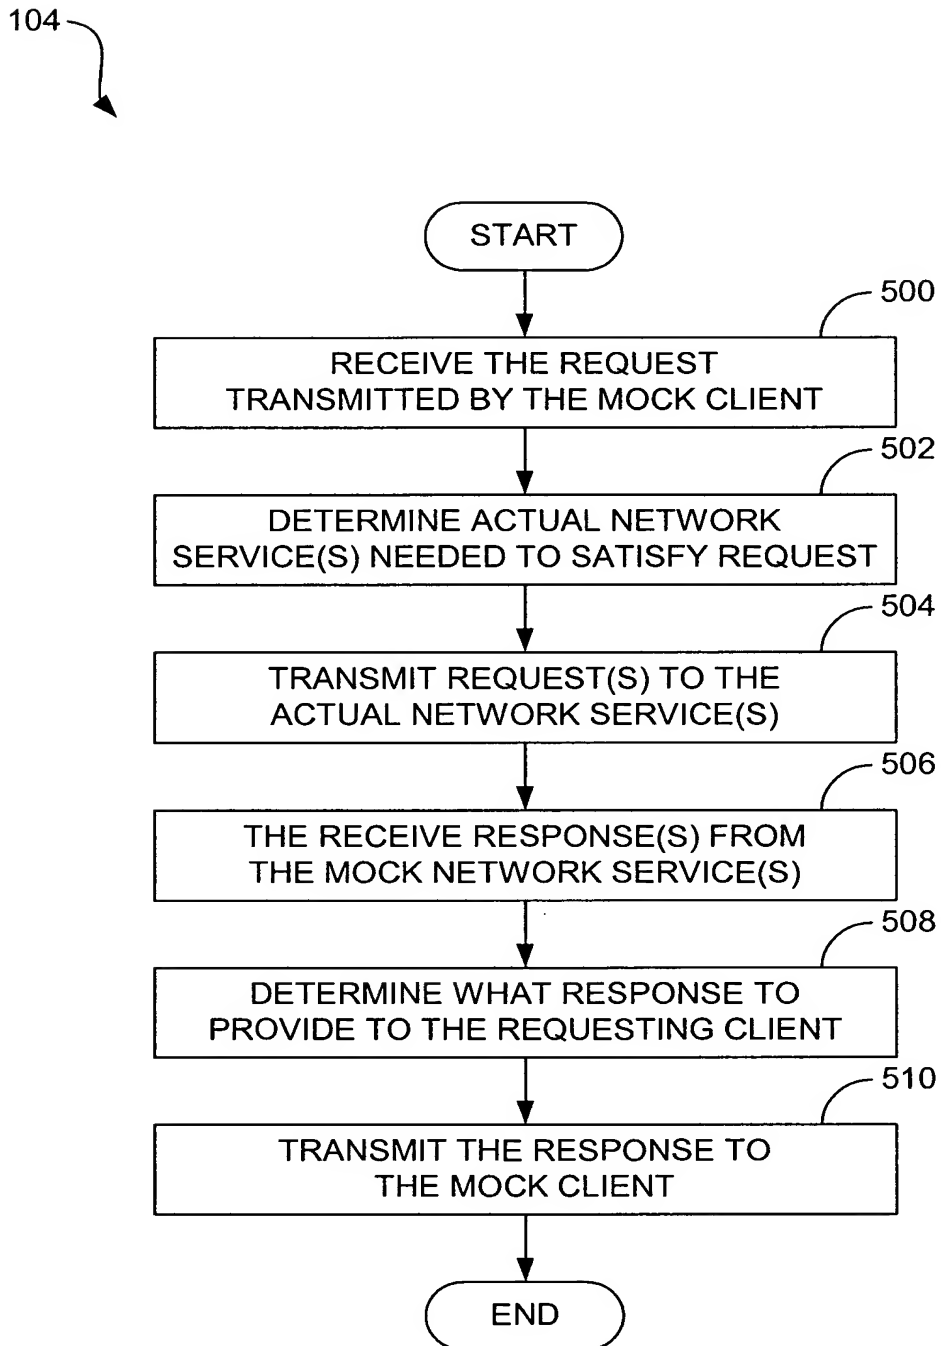 104
START
500
RECEIVE THE REQUEST
TRANSMITTED BY THE MOCK CLIENT
502
DETERMINE ACTUAL NETWORK
SERVICE(S) NEEDED TO SATISFY REQUEST
504
TRANSMIT REQUEST(S) TO THE
ACTUAL NETWORK SERVICE(S)
506
THE RECEIVE RESPONSE(S) FROM
THE MOCK NETWORK SERVICE(S)
508
DETERMINE WHAT RESPONSE TO
PROVIDE TO THE REQUESTING CLIENT
510
TRANSMIT THE RESPONSE TO
THE MOCK CLIENT
END